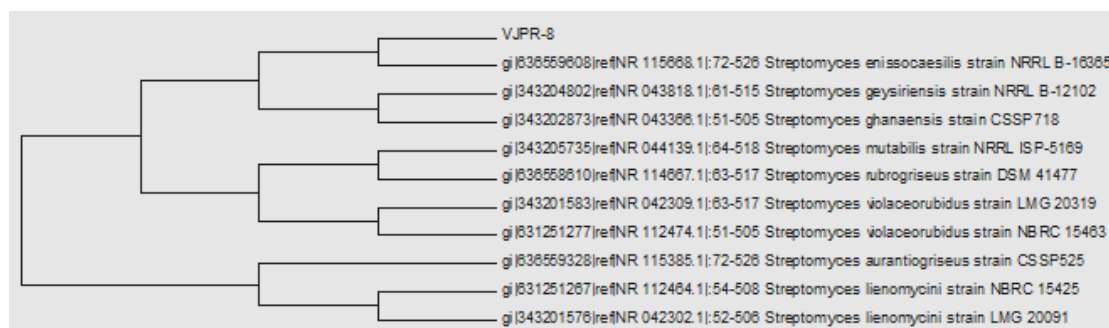 VJPR-8
gi|636559608|ref|NR 115668.1|:72-526 Streptomyces enissocaesilis strain NRRL B-16365
gi|343204802|ref|NR 043818.1|:61-515 Streptomyces geysiriensis strain NRRL B-12102
gi|343202873|ref|NR 043366.1|:51-505 Streptomyces ghanaensis strain CSSP718
gi|343205735|ref|NR 044139.1|:64-518 Streptomyces mutabilis strain NRRL ISP-5169
gi|636558610|ref|NR 114667.1|:63-517 Streptomyces rubrogriseus strain DSM 41477
gi|343201583|ref|NR 042309.1|:63-517 Streptomyces violaceorubidus strain LMG 20319
gi|631251277|ref|NR 112474.1|:51-505 Streptomyces violaceorubidus strain NBRC 15463
gi|636559328|ref|NR 115385.1|:72-526 Streptomyces aurantiogriseus strain CSSP525
gi|631251267|ref|NR 112464.1|:54-508 Streptomyces lienomycini strain NBRC 15425
gi|343201576|ref|NR 042302.1|:52-506 Streptomyces lienomycini strain LMG 20091